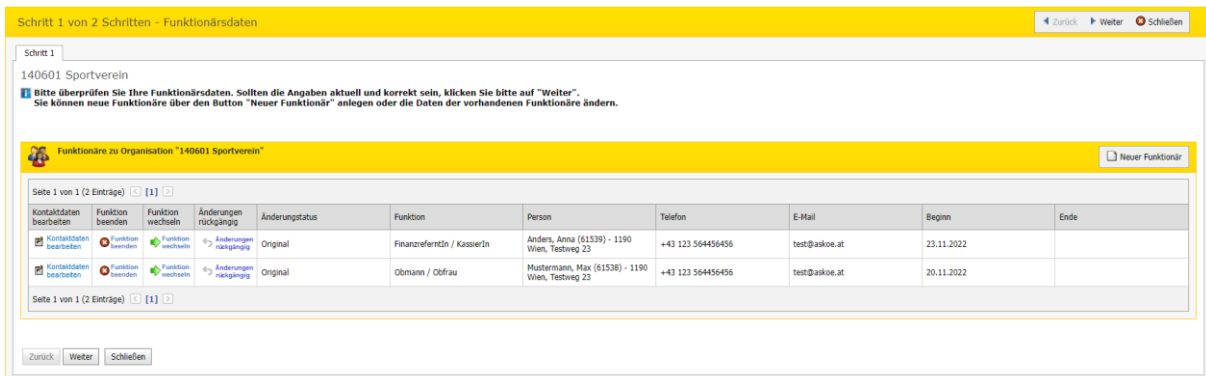 Schritt 1 von 2 Schritten - Funktionärsdaten
Zurück Weiter Schließen
Schritt 1
140601 Sportverein
Bitte überprüfen Sie Ihre Funktionärsdaten. Sollten die Angaben aktuell und korrekt sein, klicken Sie bitte auf "Weiter".
Sie können neue Funktionäre über den Button "Neuer Funktionär" anlegen oder die Daten der vorhandenen Funktionäre ändern.
Funktionäre zu Organisation "140601 Sportverein"
Neuer Funktionär
Seite 1 von 1 (2 Einträge) [1]
Kontaktdaten bearbeiten Funktion beenden Funktion wechseln Änderungen rückgängig Änderungstatus Funktion Person Telefon E-Mail Beginn Ende
Kontaktdaten bearbeiten Funktion beenden Funktion wechseln Änderungen rückgängig Original FinanzreferntIn / KassierIn Anders, Anna (61539) - 1190 Wien, Testweg 23 +43 123 564456456 test@askoe.at 23.11.2022
Kontaktdaten bearbeiten Funktion beenden Funktion wechseln Änderungen rückgängig Original Obmann / Obfrau Mustermann, Max (61538) - 1190 Wien, Testweg 23 +43 123 564456456 test@askoe.at 20.11.2022
Seite 1 von 1 (2 Einträge) [1]
Zurück Weiter Schließen